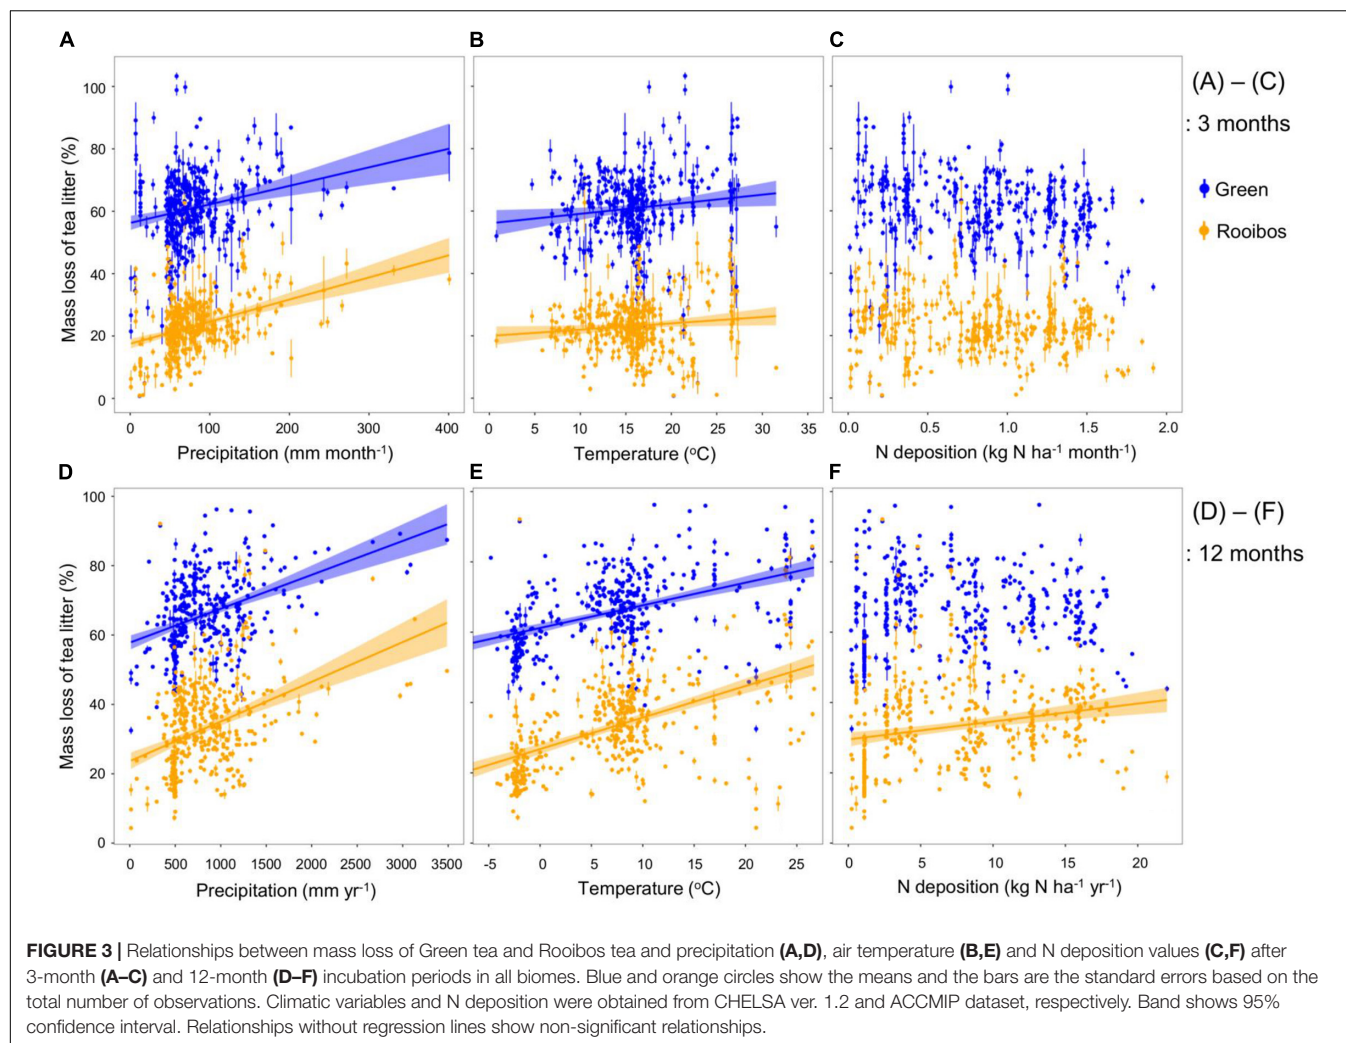 A
B
C
100
80
60
40
20
0
Mass loss of tea litter (%)
0 100 200 300 400
Precipitation (mm month-1)
0 5 10 15 20 25 30 35
Temperature (oC)
0.0 0.5 1.0 1.5 2.0
N deposition (kg N ha-1 month-1)
(A) – (C)
: 3 months
Green
Rooibos
D
E
F
100
80
60
40
20
0
Mass loss of tea litter (%)
0 500 1000 1500 2000 2500 3000 3500
Precipitation (mm yr-1)
-5 0 5 10 15 20 25
Temperature (oC)
0 5 10 15 20
N deposition (kg N ha-1 yr-1)
(D) – (F)
: 12 months
FIGURE 3 | Relationships between mass loss of Green tea and Rooibos tea and precipitation (A,D), air temperature (B,E) and N deposition values (C,F) after
3-month (A–C) and 12-month (D–F) incubation periods in all biomes. Blue and orange circles show the means and the bars are the standard errors based on the
total number of observations. Climatic variables and N deposition were obtained from CHELSA ver. 1.2 and ACCMIP dataset, respectively. Band shows 95%
confidence interval. Relationships without regression lines show non-significant relationships.